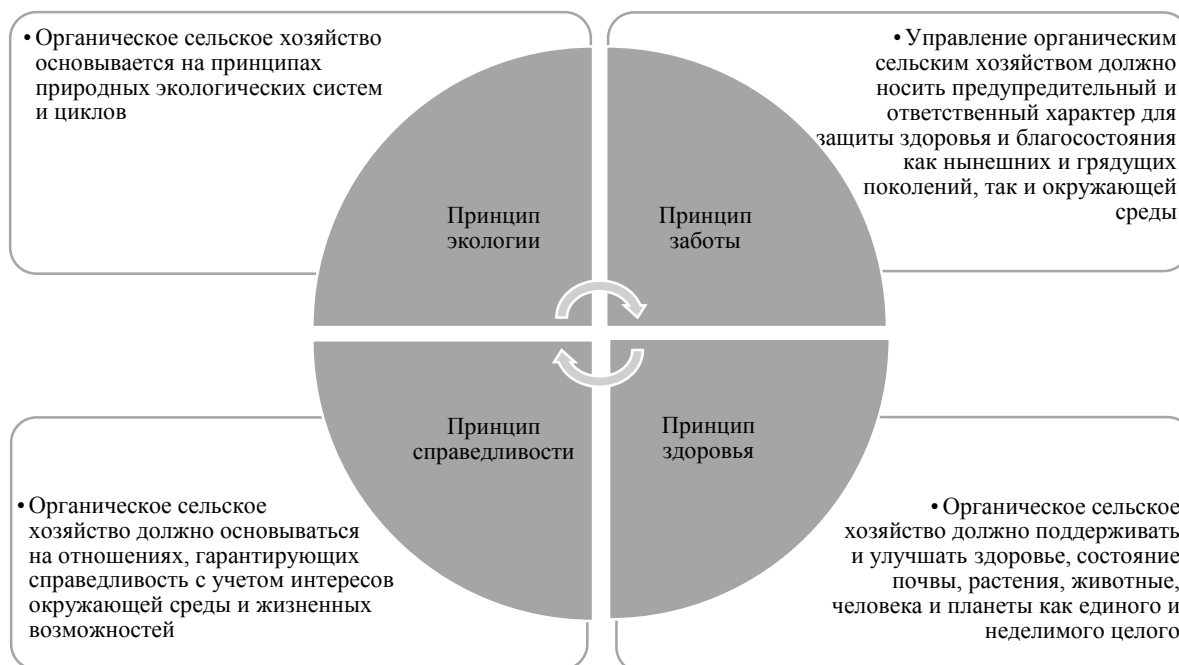 • Органическое сельское хозяйство
основывается на принципах
природных экологических систем
и циклов
• Управление органическим
сельским хозяйством должно
носить предупредительный и
ответственный характер для
защиты здоровья и благосостояния
как нынешних и грядущих
поколений, так и окружающей
среды
Принцип
экологии
Принцип
заботы
Принцип
справедливости
Принцип
здоровья
• Органическое сельское
хозяйство должно основываться
на отношениях, гарантирующих
справедливость с учетом интересов
окружающей среды и жизненных
возможностей
• Органическое сельское
хозяйство должно поддерживать
и улучшать здоровье, состояние
почвы, растения, животные,
человека и планеты как единого и
неделимого целого